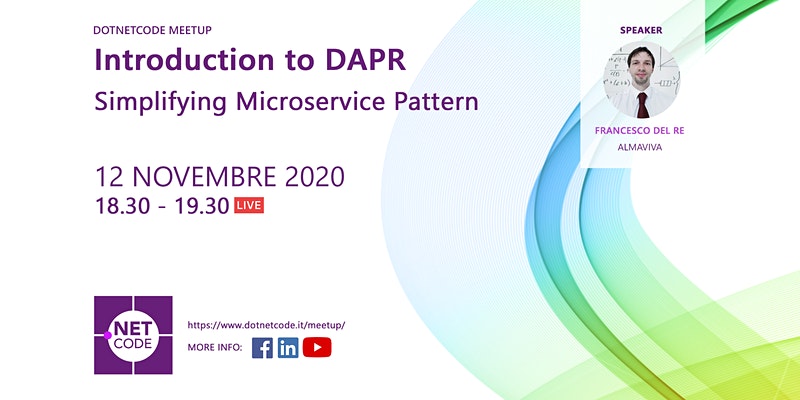 DOTNETCODE MEETUP
Introduction to DAPR
Simplifying Microservice Pattern
12 NOVEMBRE 2020
18.30 - 19.30 LIVE
SPEAKER
FRANCESCO DEL RE
ALMAVIVA
.NET
CODE
https://www.dotnetcode.it/meetup/
MORE INFO: f in